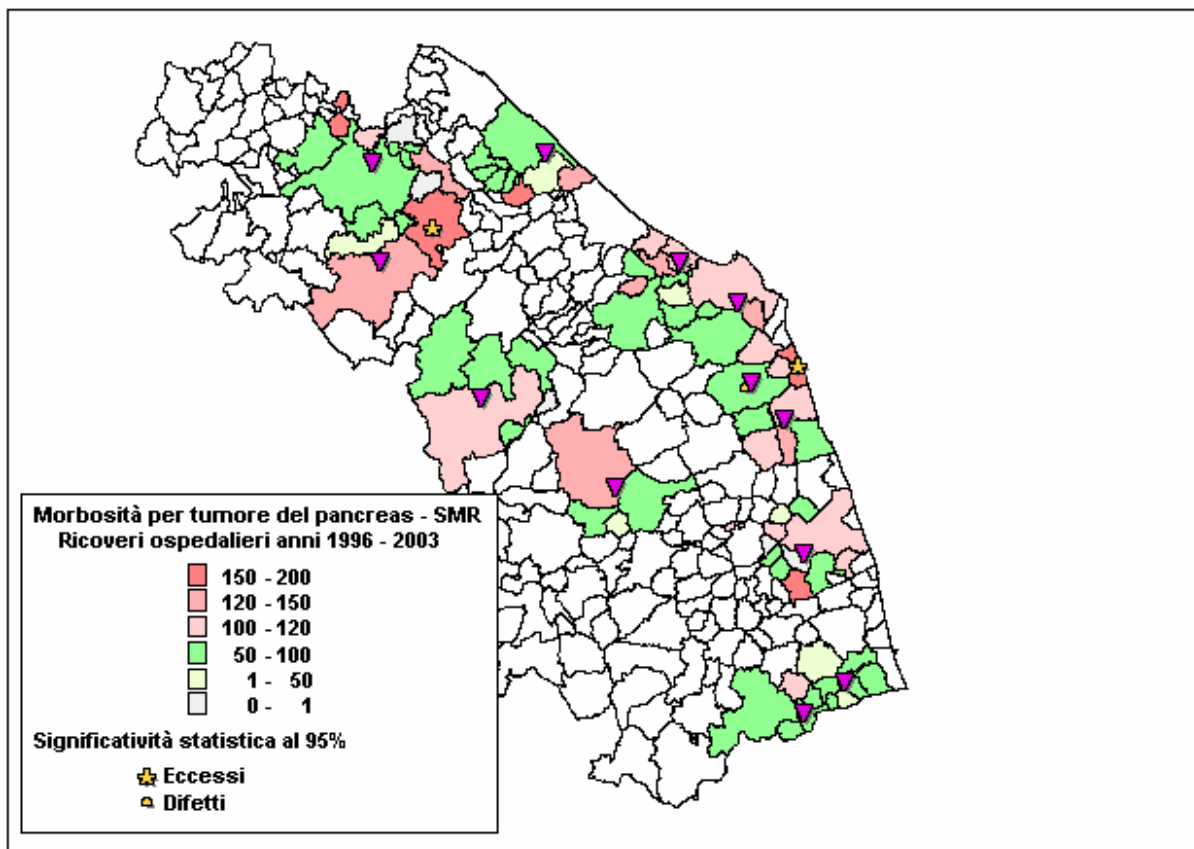 Morbosità per tumore del pancreas - SMR
Ricoveri ospedalieri anni 1996 - 2003
150 - 200
120 - 150
100 - 120
50 - 100
1 - 50
0 - 1
Significatività statistica al 95%
Eccessi
Difetti